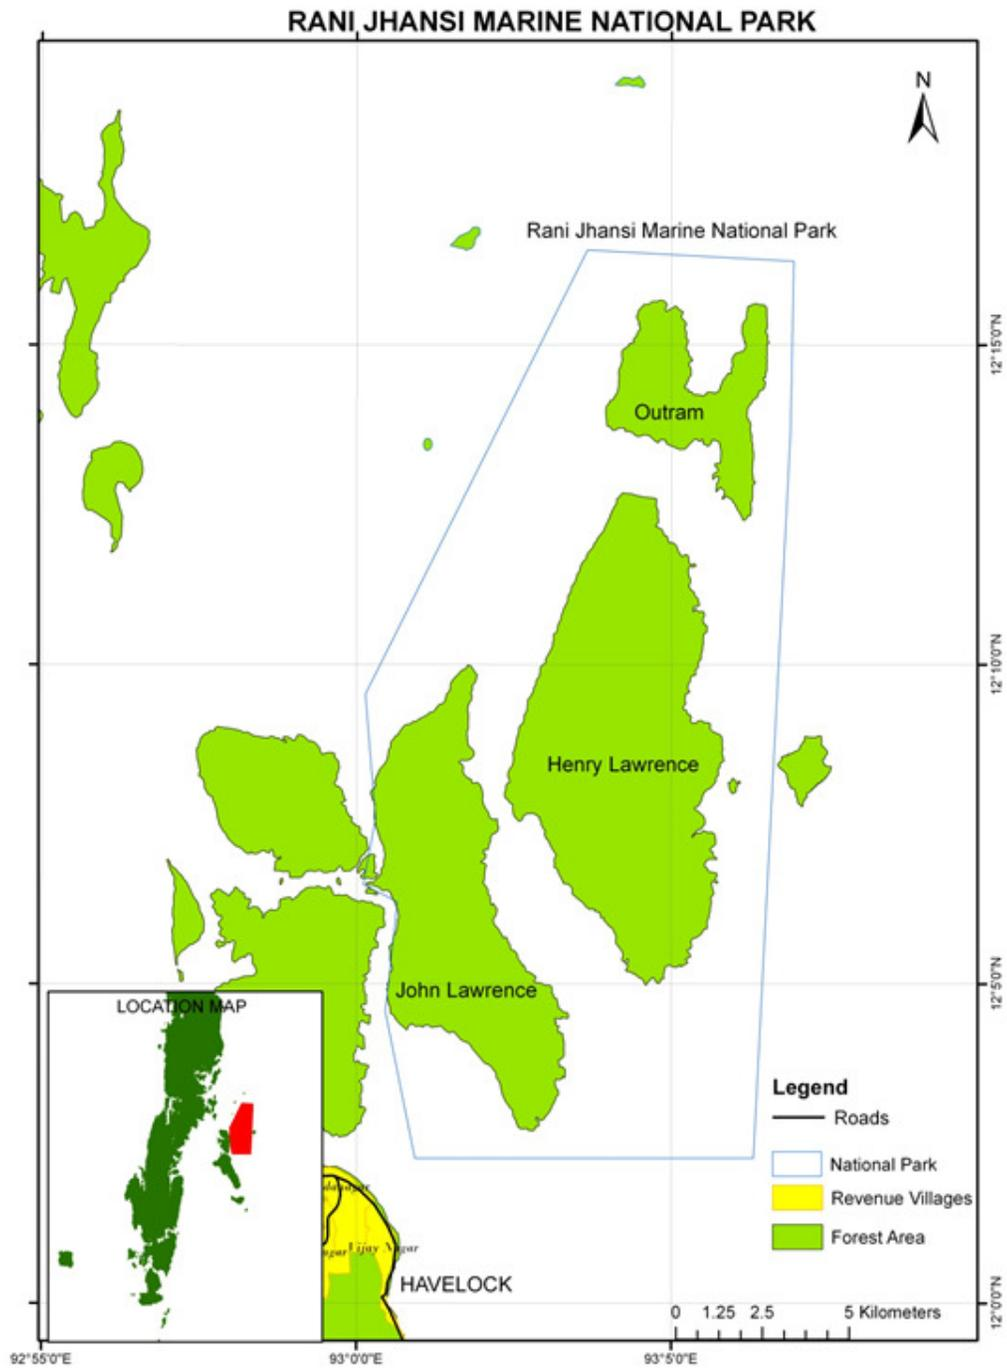 RANI JHANSI MARINE NATIONAL PARK
N
Rani Jhansi Marine National Park
12°15'0"N
Outram
12°10'0"N
Henry Lawrence
12°5'0"N
John Lawrence
LOCATION MAP
Legend
Roads
National Park
Revenue Villages
Forest Area
Vijay Nagar
HAVELOCK
0 1.25 2.5 5 Kilometers
12°0'0"N
92°55'0"E 93°0'0"E 93°5'0"E